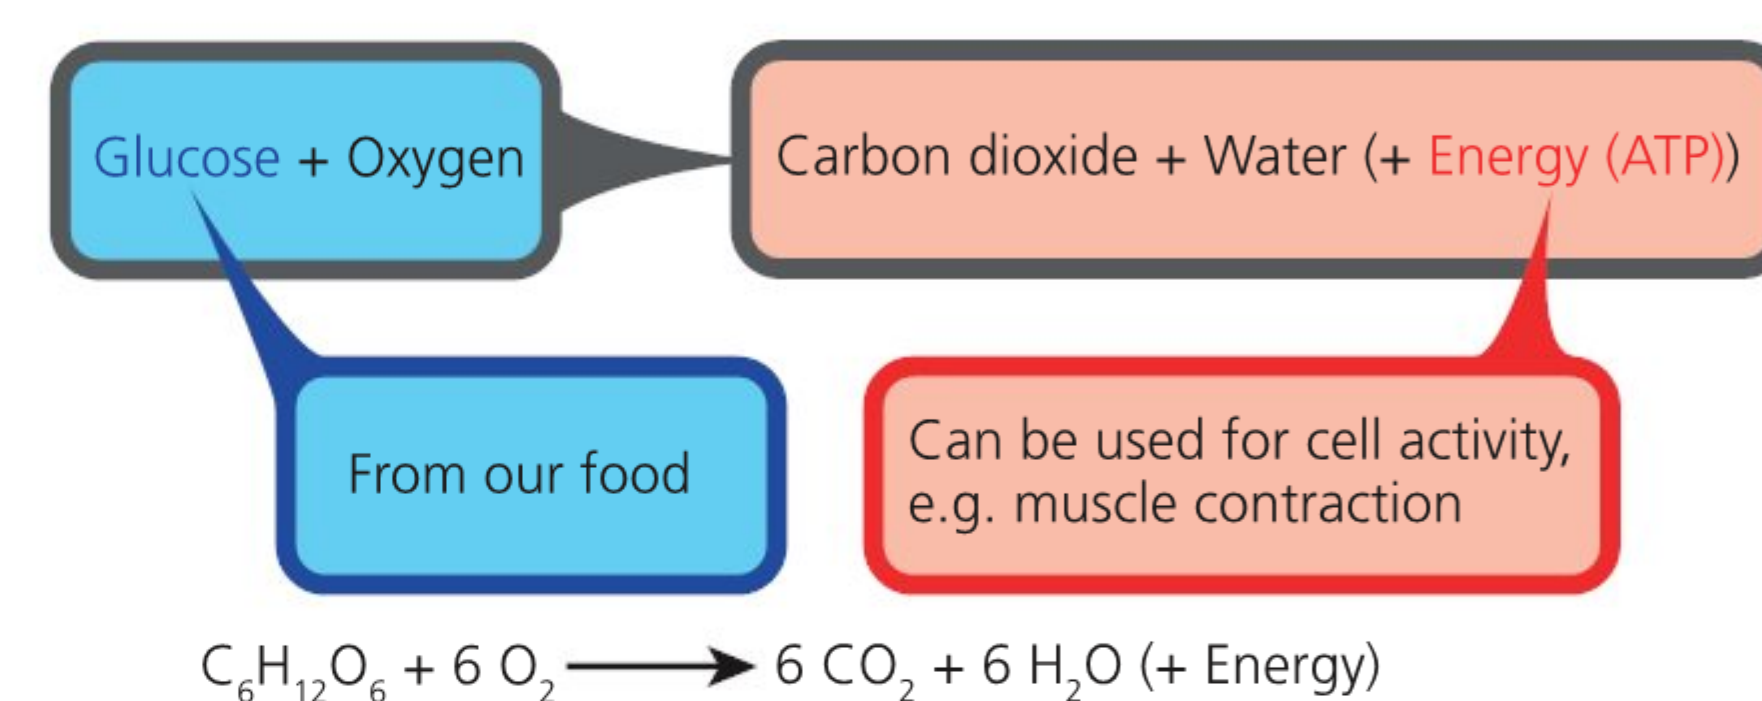 Glucose + Oxygen
Carbon dioxide + Water (+ Energy (ATP))
From our food
Can be used for cell activity,
e.g. muscle contraction
C₆H₁₂O₆ + 6 O₂ ⟶ 6 CO₂ + 6 H₂O (+ Energy)